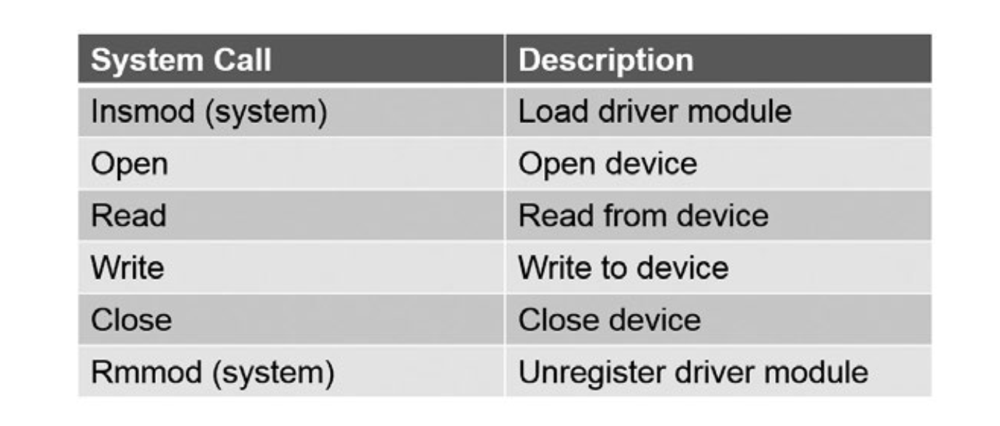 System Call Description
Insmod (system) Load driver module
Open Open device
Read Read from device
Write Write to device
Close Close device
Rmmod (system) Unregister driver module